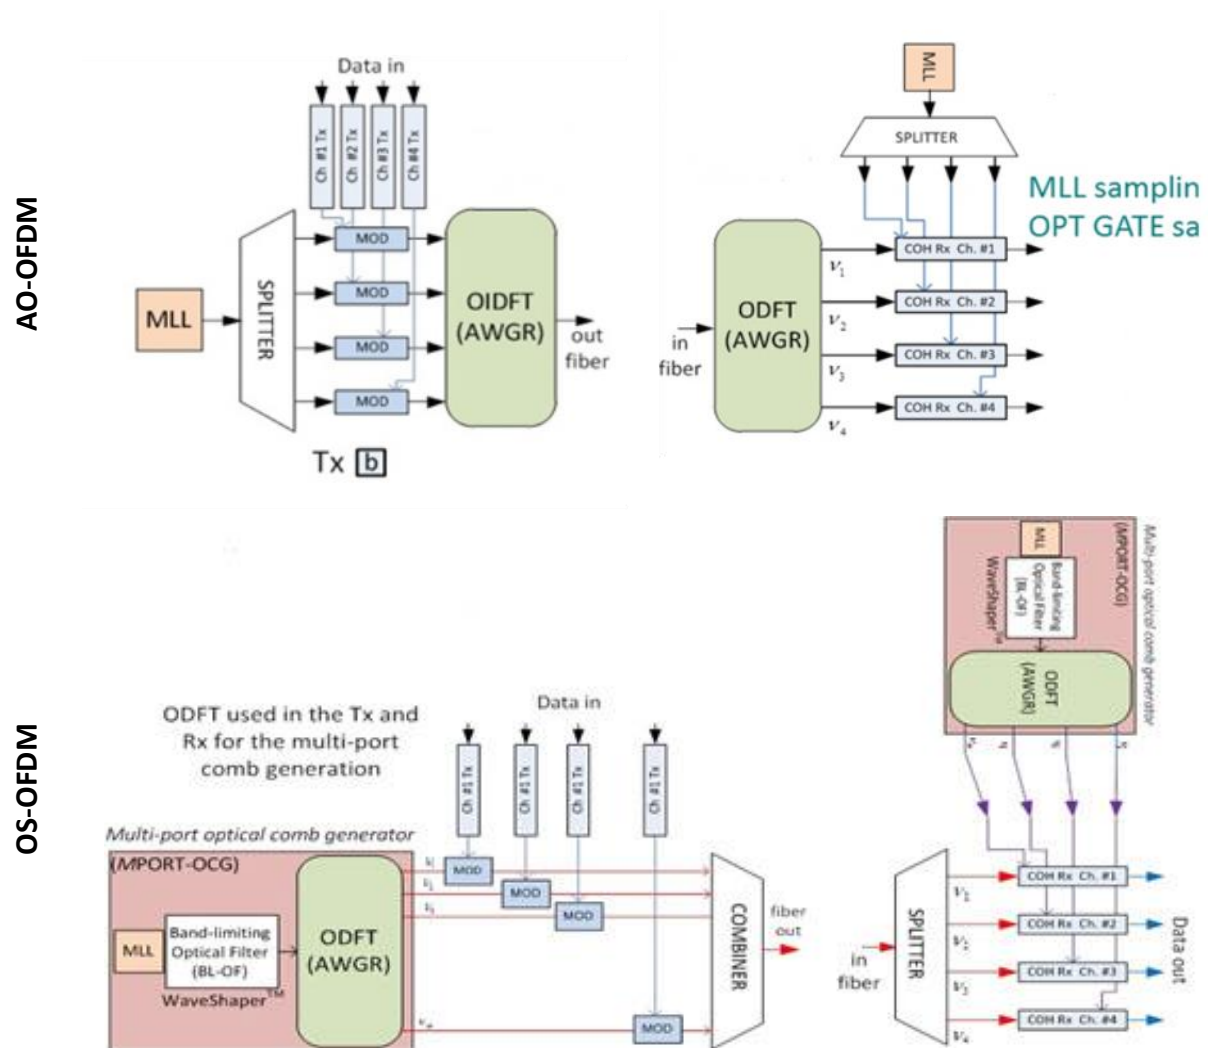 AO-OFDM
Data in
Ch #1 Tx
Ch #2 Tx
Ch #3 Tx
Ch #4 Tx
MLL
SPLITTER
MOD
MOD
MOD
MOD
OIDFT
(AWGR)
out
fiber
Tx b
MLL
SPLITTER
MLL samplin
OPT GATE sa
in
fiber
ODFT
(AWGR)
ν1
ν2
ν3
ν4
COH Rx Ch. #1
COH Rx Ch. #2
COH Rx Ch. #3
COH Rx Ch. #4
OS-OFDM
ODFT used in the Tx and
Rx for the multi-port
comb generation
Data in
Ch #1 Tx
Ch #1 Tx
Ch #1 Tx
Ch #1 Tx
Multi-port optical comb generator
(MPORT-OCG)
MLL
Band-limiting
Optical Filter
(BL-OF)
WaveShaper™
ODFT
(AWGR)
MOD
MOD
MOD
MOD
COMBINER
fiber
out
Multi-port optical comb generator
(MPORT-OCG)
MLL
Band-limiting
Optical Filter
(BL-OF)
WaveShaper™
ODFT
(AWGR)
in
fiber
SPLITTER
ν4
COH Rx Ch. #1
COH Rx Ch. #2
COH Rx Ch. #3
COH Rx Ch. #4
Data out